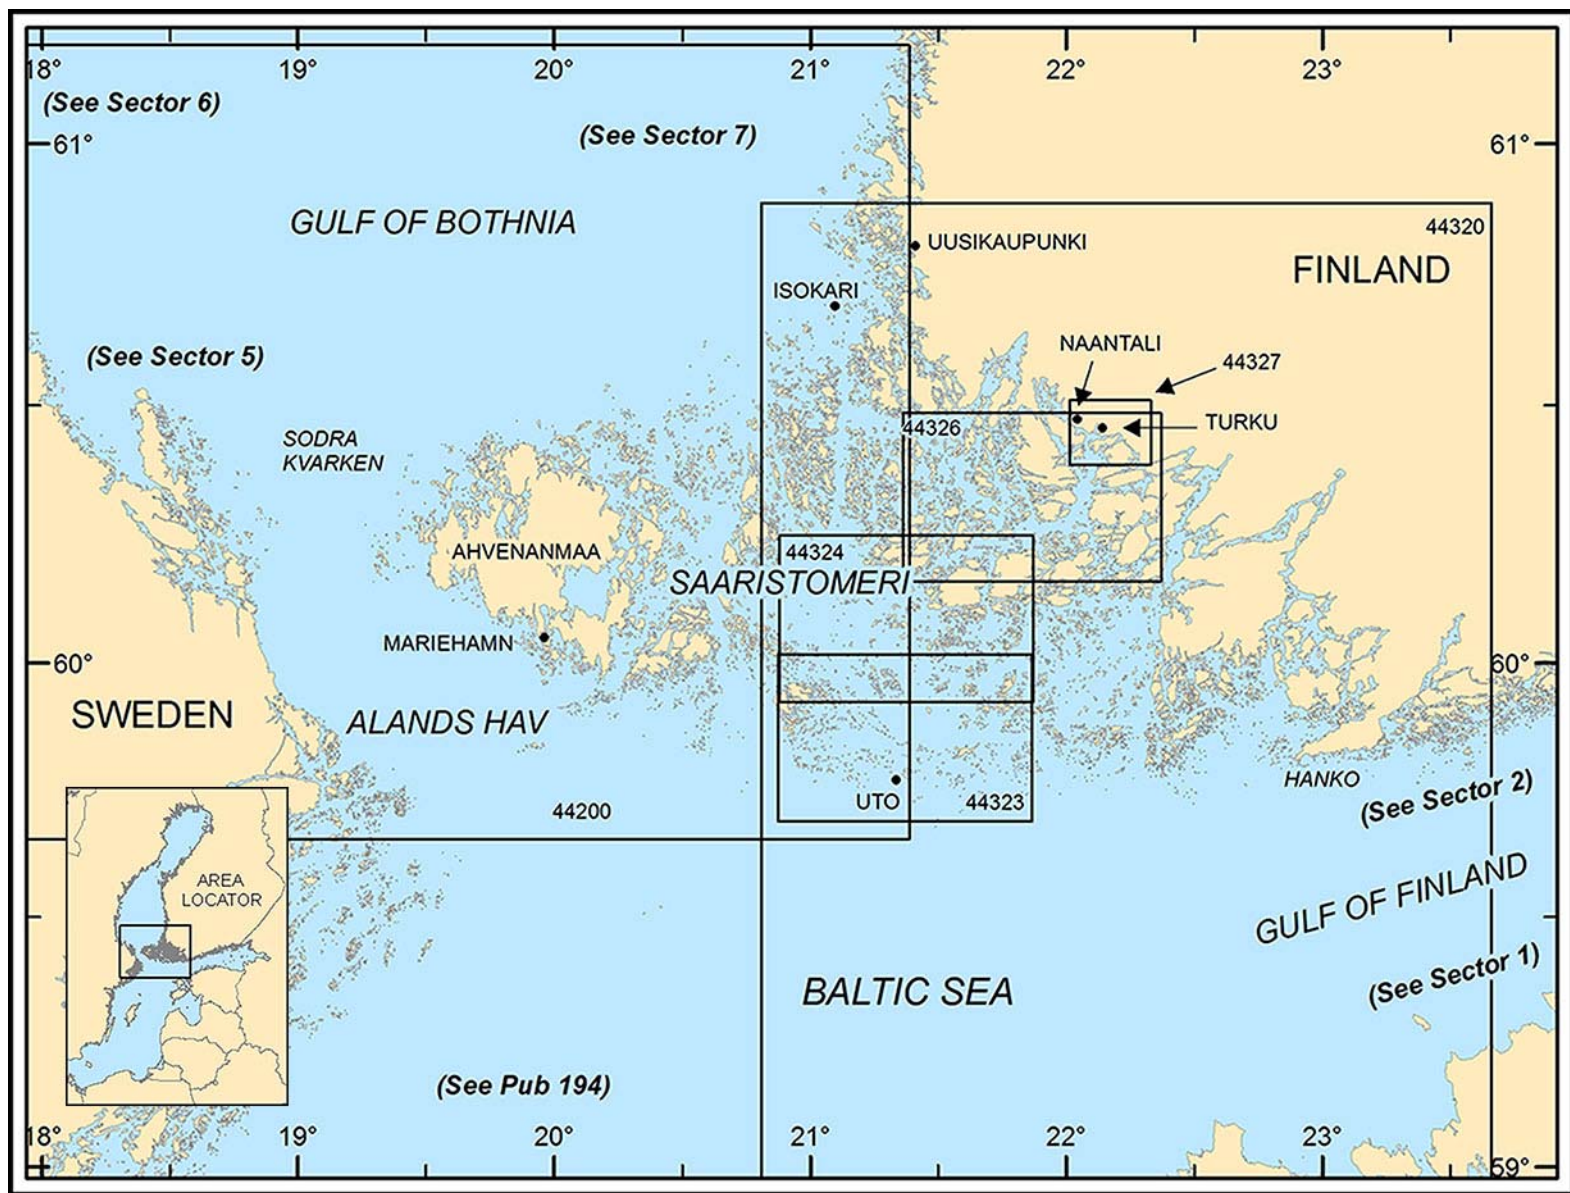 18°
19°
20°
21°
22°
23°
(See Sector 6)
(See Sector 7)
61°
61°
GULF OF BOTHNIA
44320
UUSIKAUPUNKI
FINLAND
ISOKARI
NAANTALI
(See Sector 5)
44327
TURKU
44326
SODRA
KVARKEN
AHVENANMAA
44324
SAARISTOMERI
MARIEHAMN
60°
60°
SWEDEN
ALANDS HAV
HANKO
(See Sector 2)
UTO
44323
44200
AREA
LOCATOR
GULF OF FINLAND
(See Sector 1)
BALTIC SEA
(See Pub 194)
18°
19°
20°
21°
22°
23°
59°